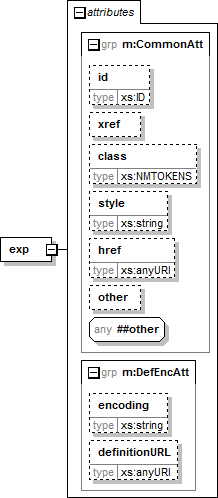 attributes
grp m:CommonAtt
id
type xs:ID
xref
class
type xs:NMTOKENS
style
type xs:string
exp
href
type xs:anyURI
other
any ##other
grp m:DefEncAtt
encoding
type xs:string
definitionURL
type xs:anyURI